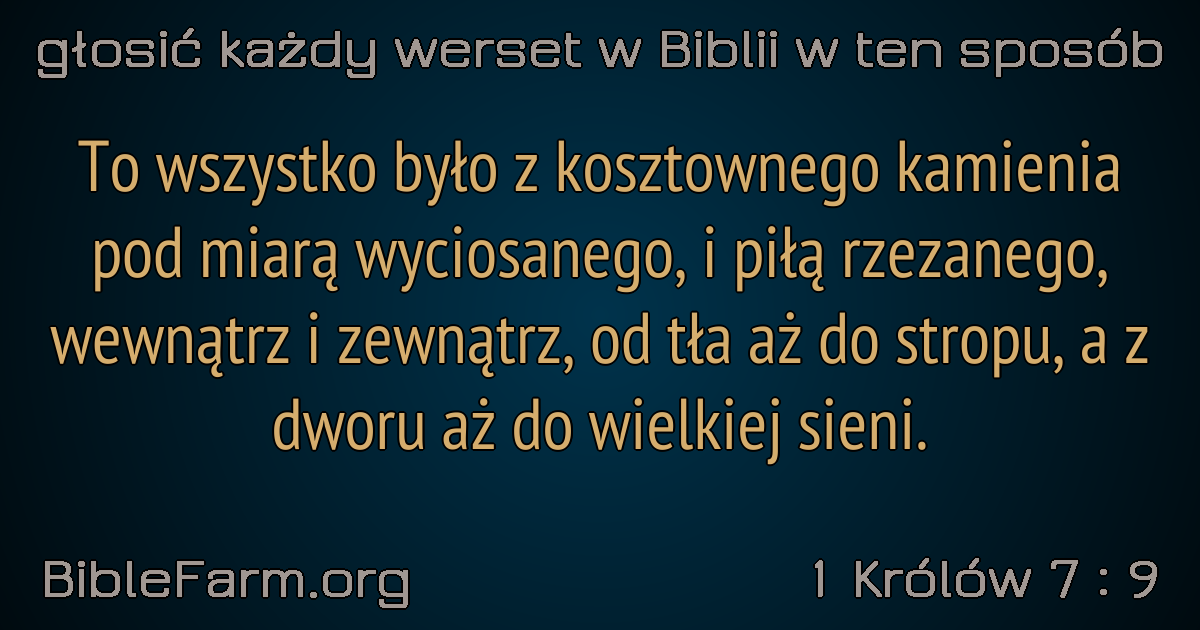 głosić każdy werset w Biblii w ten sposób
To wszystko było z kosztownego kamienia
pod miarą wyciosanego, i piłą rzezanego,
wewnątrz i zewnątrz, od tła aż do stropu, a z
dworu aż do wielkiej sieni.
BibleFarm.org
1 Królów 7 : 9